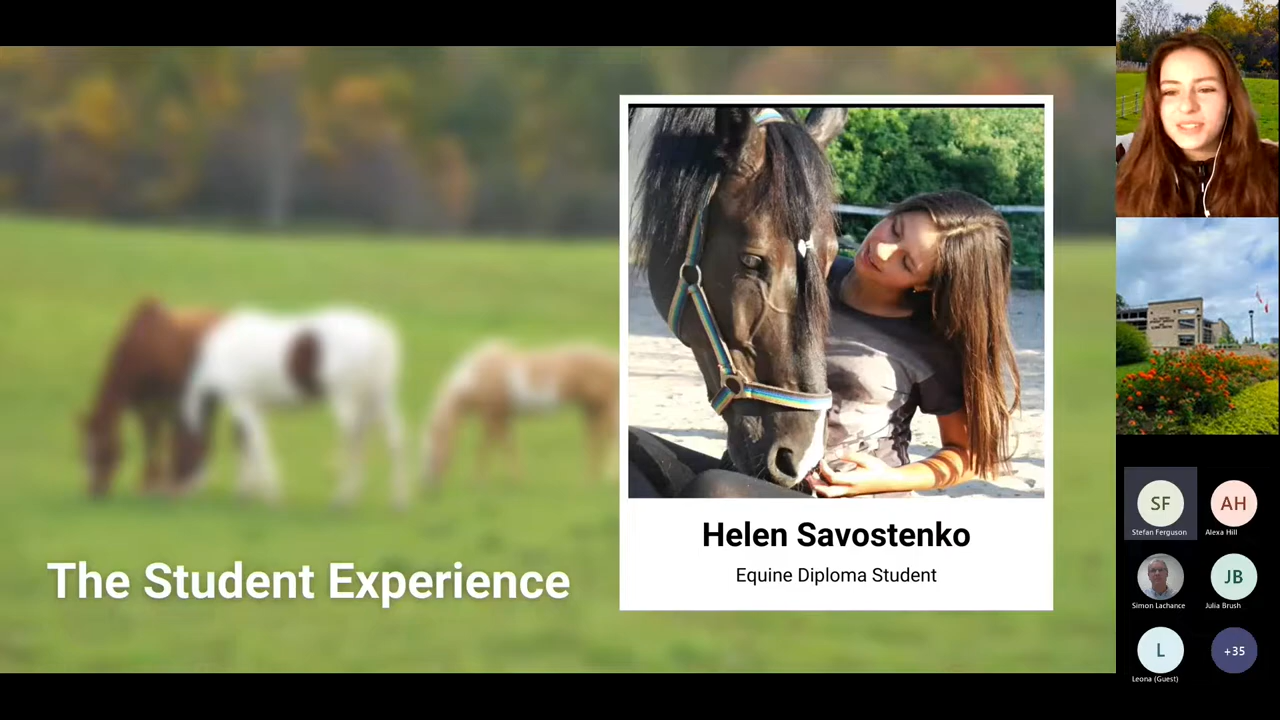 The Student Experience
Helen Savostenko
Equine Diploma Student
SF
Stefan Ferguson
AH
Alexa Hill
Simon Lachance
JB
Julia Brush
L
Leona (Guest)
+35